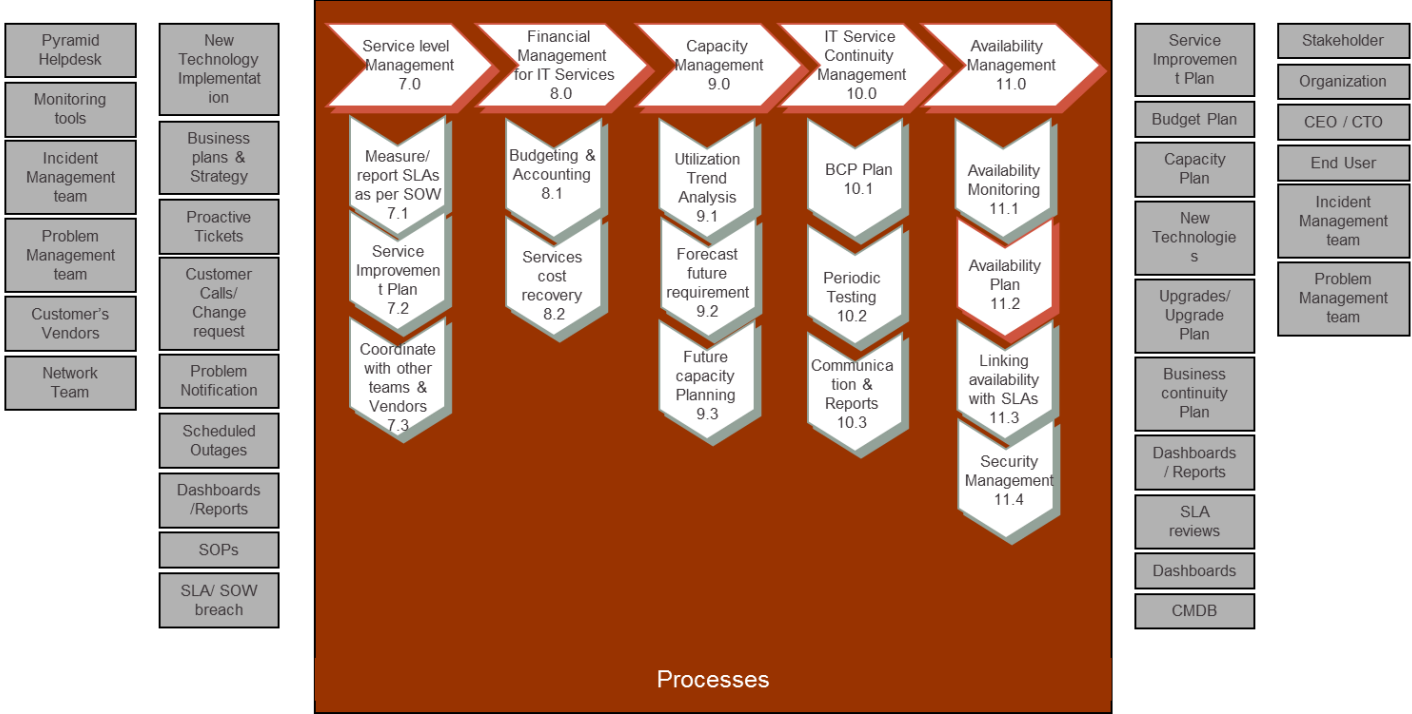 Pyramid
Helpdesk
Monitoring
tools
Incident
Management
team
Problem
Management
team
Customer's
Vendors
Network
Team
New
Technology
Implementat
ion
Business
plans &
Strategy
Proactive
Tickets
Customer
Calls/
Change
request
Problem
Notification
Scheduled
Outages
Dashboards
/Reports
SOPs
SLA/ SOW
breach
Service level
Management
7.0
Measure/
report SLAs
as per SOW
7.1
Service
Improvemen
t Plan
7.2
Coordinate
with other
teams &
Vendors
7.3
Financial
Management
for IT Services
8.0
Budgeting &
Accounting
8.1
Services
cost
recovery
8.2
Capacity
Management
9.0
Utilization
Trend
Analysis
9.1
Forecast
future
requirement
9.2
Future
capacity
Planning
9.3
IT Service
Continuity
Management
10.0
BCP Plan
10.1
Periodic
Testing
10.2
Communica
tion &
Reports
10.3
Availability
Management
11.0
Availability
Monitoring
11.1
Availability
Plan
11.2
Linking
availability
with SLAs
11.3
Security
Management
11.4
Processes
Service
Improvemen
t Plan
Budget Plan
Capacity
Plan
New
Technologie
s
Upgrades/
Upgrade
Plan
Business
continuity
Plan
Dashboards
/ Reports
SLA
reviews
Dashboards
CMDB
Stakeholder
Organization
CEO / CTO
End User
Incident
Management
team
Problem
Management
team